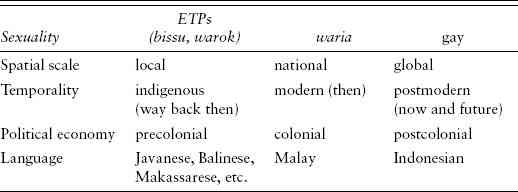 ETPs
Sexuality (bissu, warok) waria gay
Spatial scale local national global
Temporality indigenous modern (then) postmodern
(way back then) (now and future)
Political economy precolonial colonial postcolonial
Language Javanese, Balinese, Malay Indonesian
Makassarese, etc.